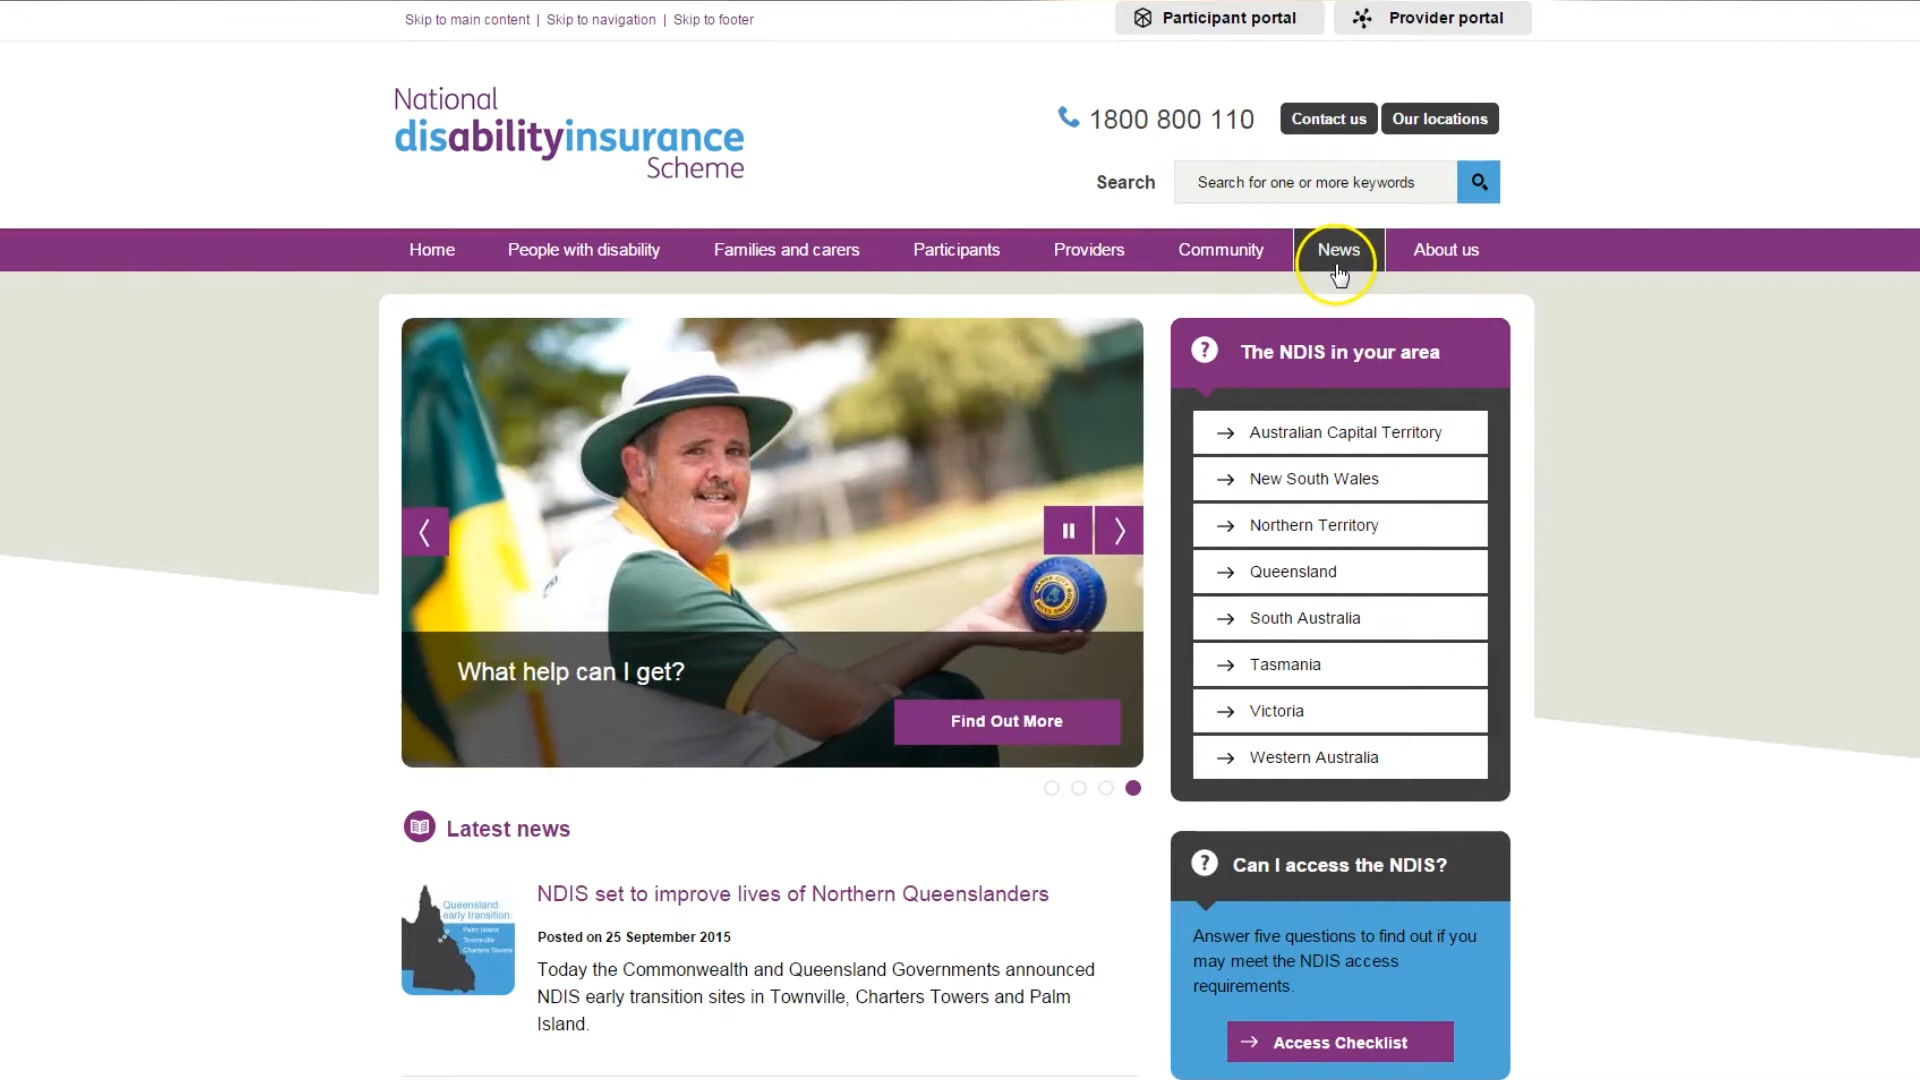 Skip to main content | Skip to navigation | Skip to footer
Participant portal
Provider portal
National
disabilityinsurance
Scheme
1800 800 110
Contact us
Our locations
Search
Search for one or more keywords
Home
People with disability
Families and carers
Participants
Providers
Community
News
About us
What help can I get?
Find Out More
The NDIS in your area
Australian Capital Territory
New South Wales
Northern Territory
Queensland
South Australia
Tasmania
Victoria
Western Australia
Latest news
Queensland
early transition
Palm Island
Townsville
Charters Towers
NDIS set to improve lives of Northern Queenslanders
Posted on 25 September 2015
Today the Commonwealth and Queensland Governments announced
NDIS early transition sites in Townville, Charters Towers and Palm
Island.
Can I access the NDIS?
Answer five questions to find out if you
may meet the NDIS access
requirements.
Access Checklist